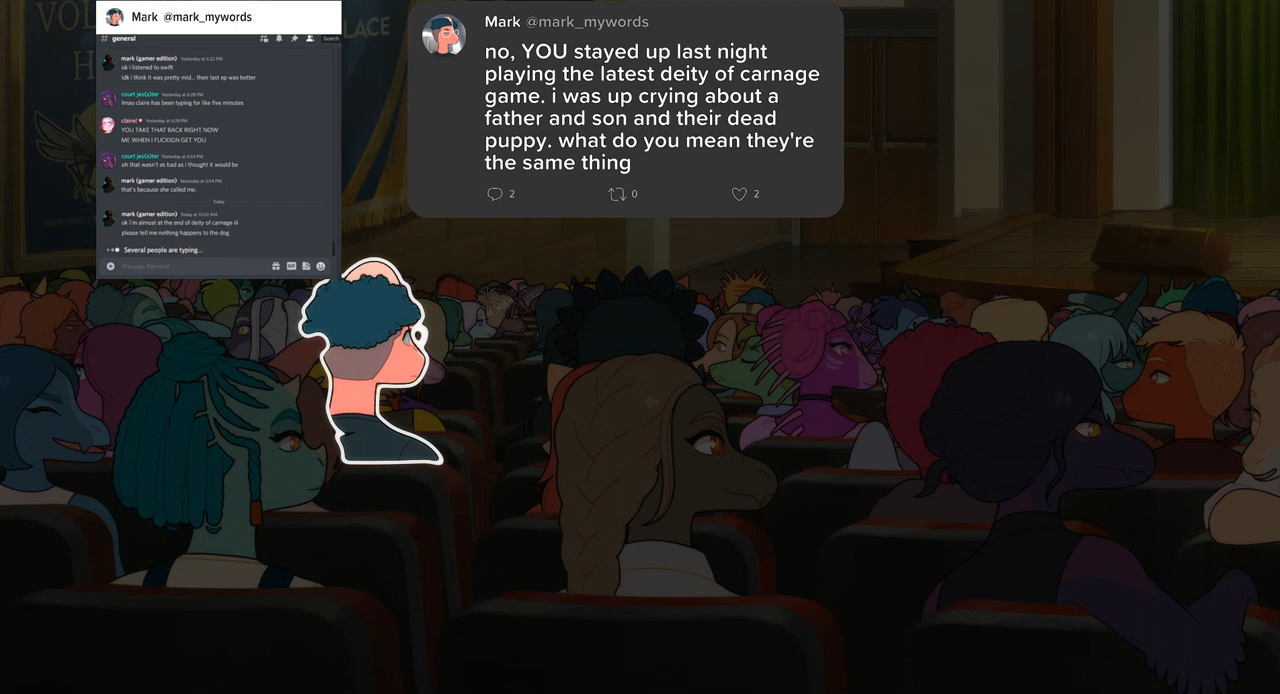 VOL
LACE
H
Mark @mark_mywords
# general
Search
mark (gamer edition) Yesterday at 6:22 PM
ok i listened to swift
idk i think it was pretty mid... their last ep was better
court jes(s)ter Yesterday at 6:28 PM
lmao claire has been typing for like five minutes
claire! ♥ Yesterday at 6:28 PM
YOU TAKE THAT BACK RIGHT NOW
ME WHEN I FUCKIGN GET YOU
court jes(s)ter Yesterday at 6:54 PM
oh that wasn't as bad as i thought it would be
mark (gamer edition) Yesterday at 6:54 PM
that's because she called me.
Today
mark (gamer edition) Today at 12:02 AM
ok i'm almost at the end of deity of carnage iii
please tell me nothing happens to the dog
Several people are typing...
Message #general
GIF
Mark @mark_mywords
no, YOU stayed up last night
playing the latest deity of carnage
game. i was up crying about a
father and son and their dead
puppy. what do you mean they're
the same thing
2 0 2